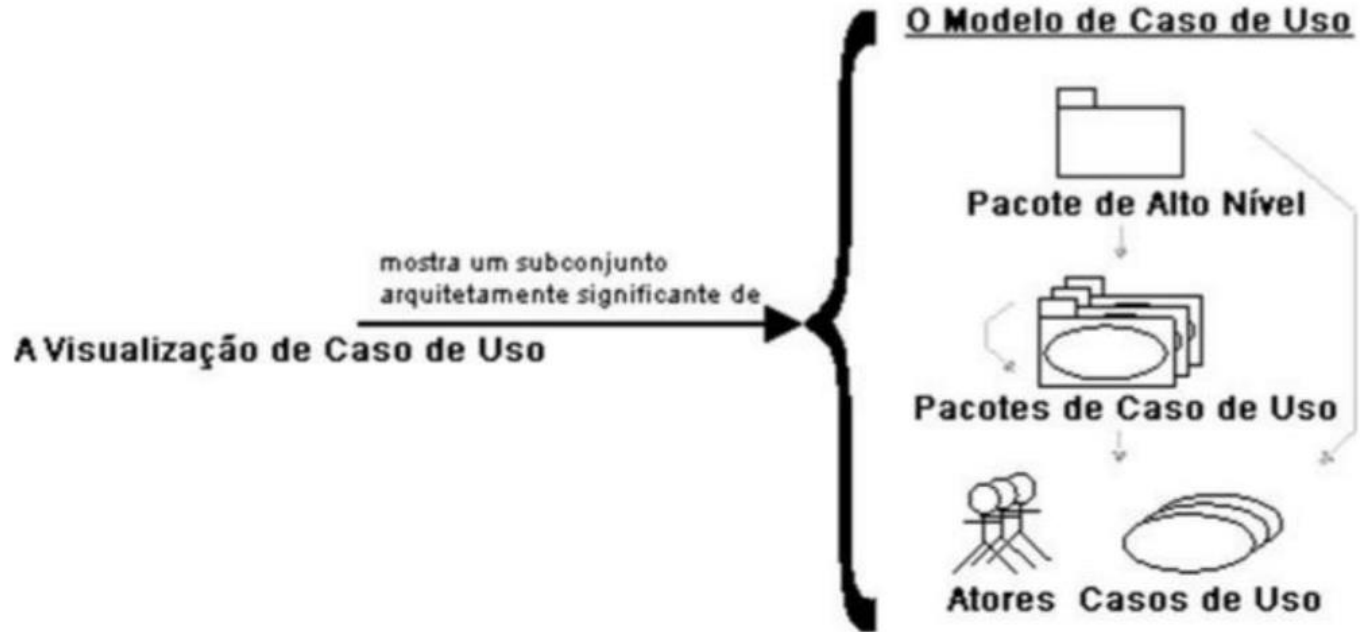 O Modelo de Caso de Uso
Pacote de Alto Nível
mostra um subconjunto
arquitetamente significante de
A Visualização de Caso de Uso
Pacotes de Caso de Uso
Atores Casos de Uso